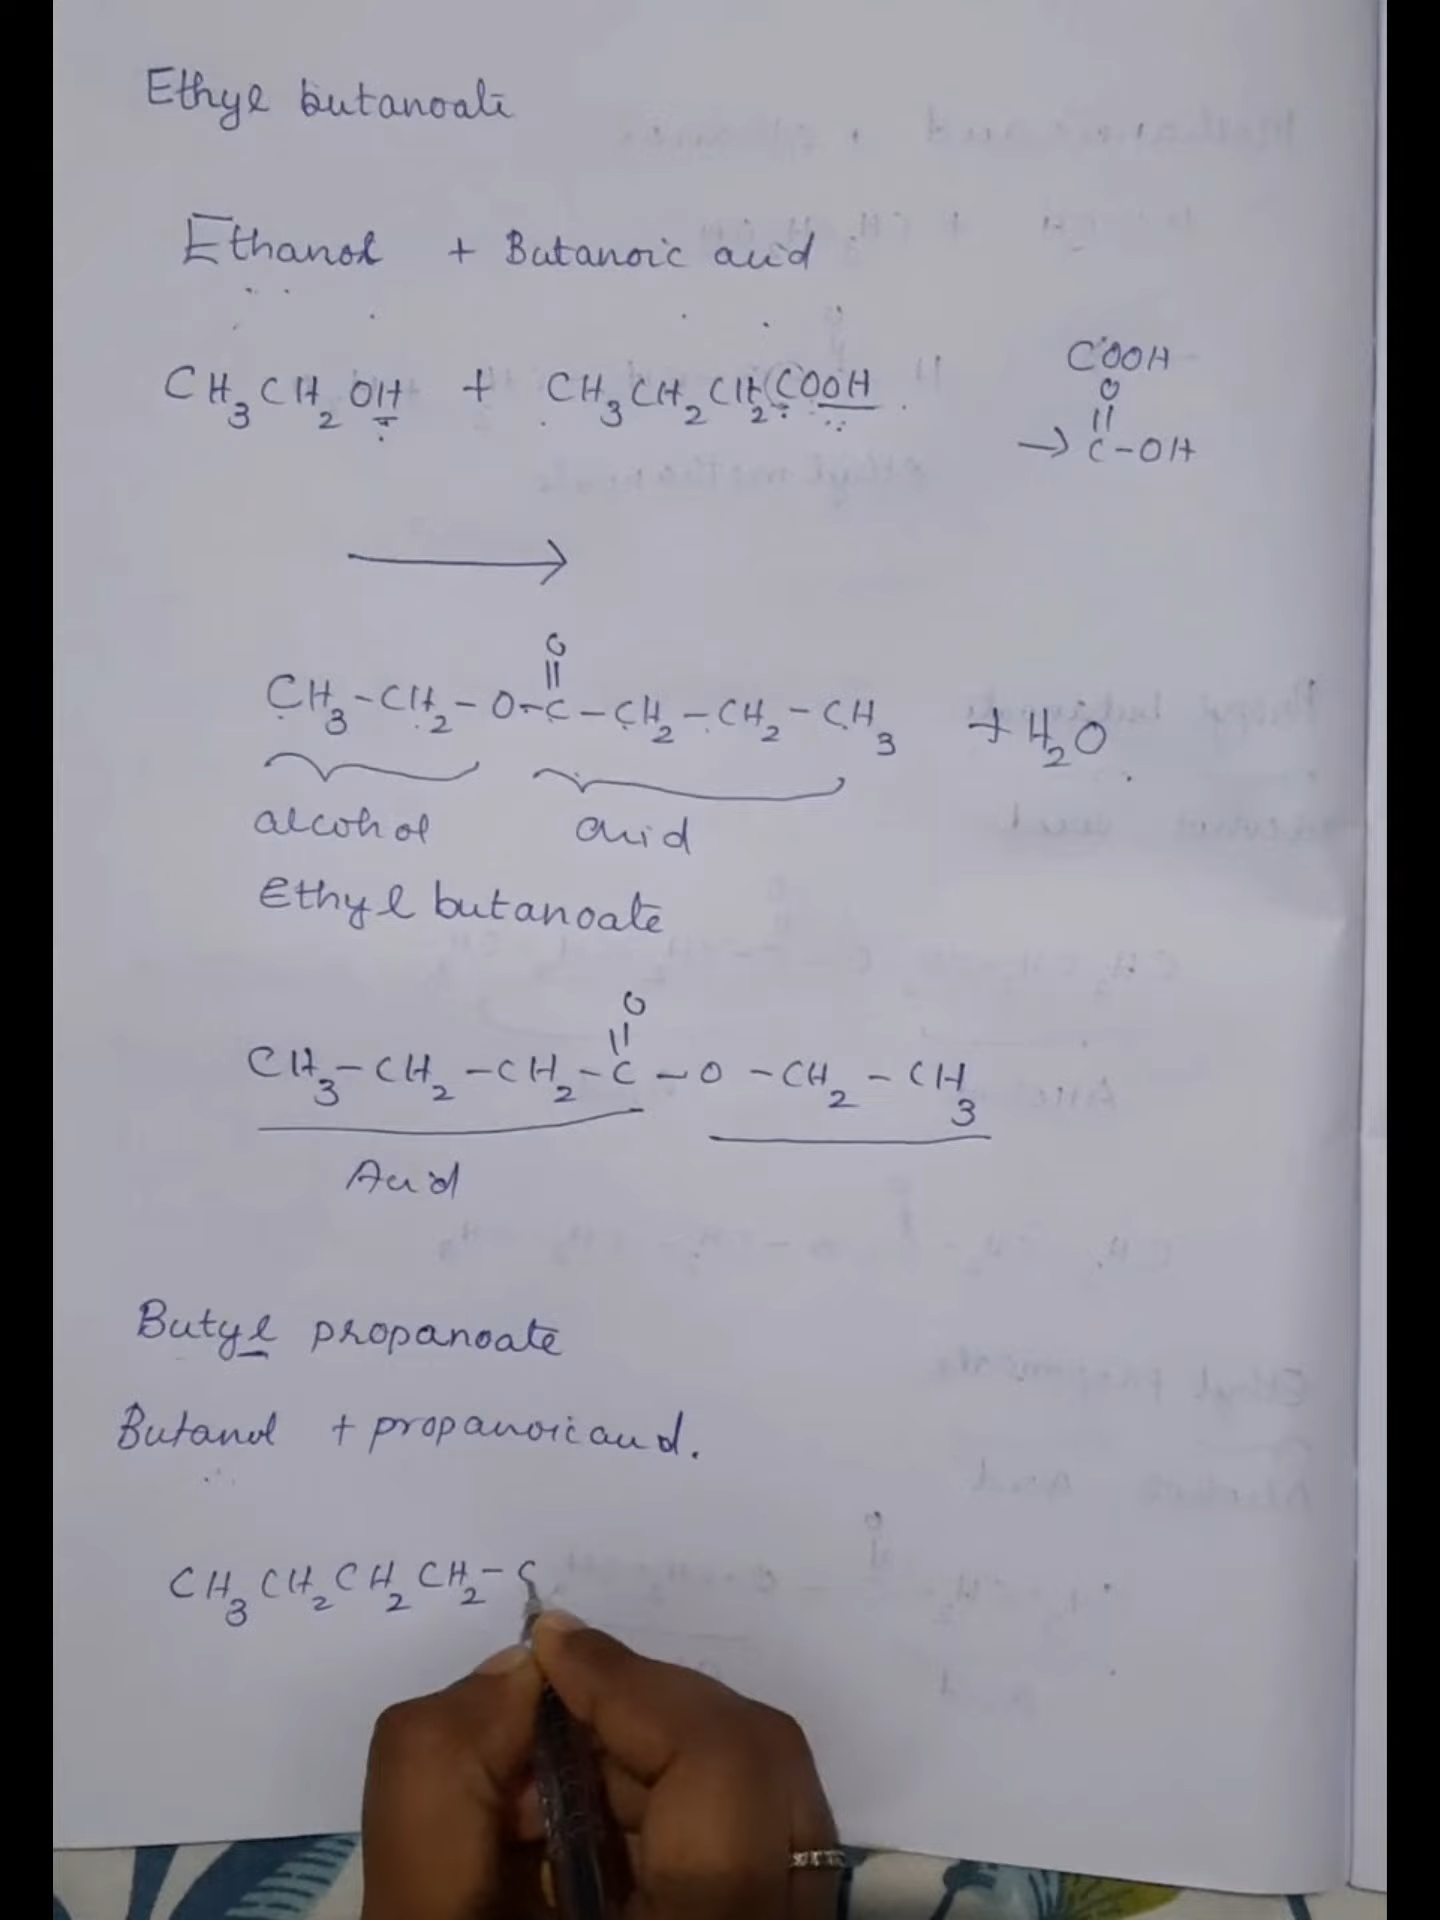 Ethyl butanoate
Ethanol + Butanoic acid
CH3CH2OH + CH3CH2CH2COOH
COOH
O
||
→ C-OH
→
O
||
CH3-CH2-O-C-CH2-CH2-CH3 + H2O
alcohol acid
Ethyl butanoate
O
||
CH3-CH2-CH2-C-O-CH2-CH3
Acid
Butyl propanoate
Butanol + propanoic acid.
CH3CH2CH2CH2-